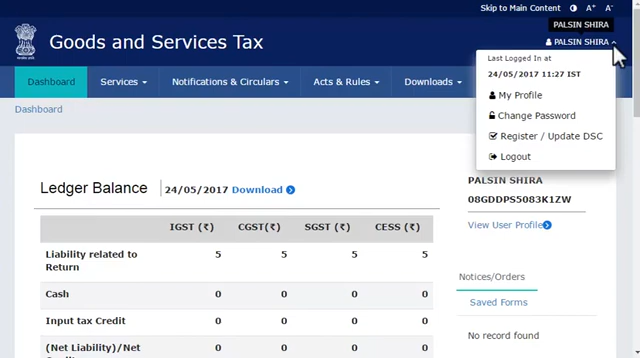 Skip to Main Content A+ A-
PALSIN SHIRA
Goods and Services Tax
PALSIN SHIRA
Last Logged In at
24/05/2017 11:27 IST
My Profile
Change Password
Register / Update DSC
Logout
Dashboard Services Notifications & Circulars Acts & Rules Downloads
Dashboard
Ledger Balance 24/05/2017 Download
IGST (₹) CGST(₹) SGST (₹) CESS (₹)
Liability related to 5 5 5 5
Return
Cash 0 0 0 0
Input tax Credit 0 0 0 0
(Net Liability)/Net 0 0 0 0
PALSIN SHIRA
08GDDPS5083K1ZW
View User Profile
Notices/Orders
Saved Forms
No record found